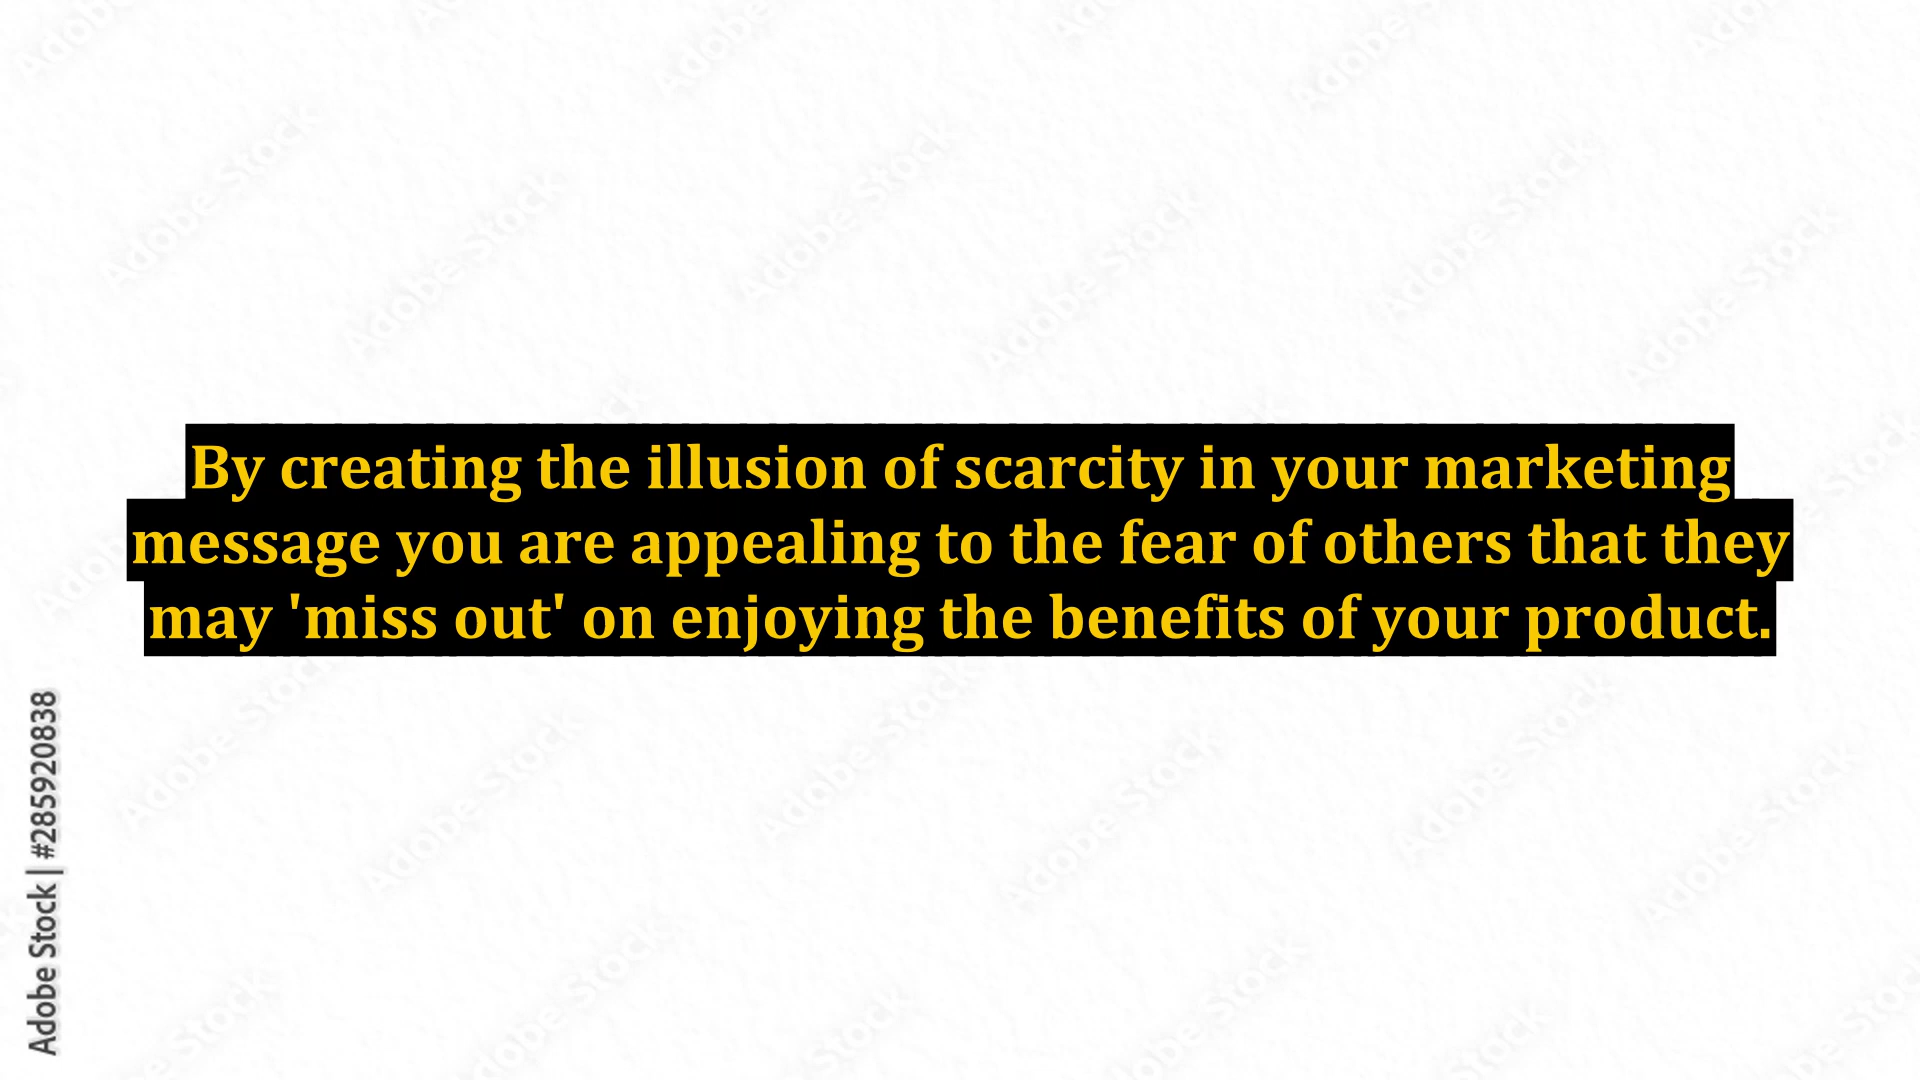 By creating the illusion of scarcity in your marketing
message you are appealing to the fear of others that they
may 'miss out' on enjoying the benefits of your product.
Adobe Stock | #285920838